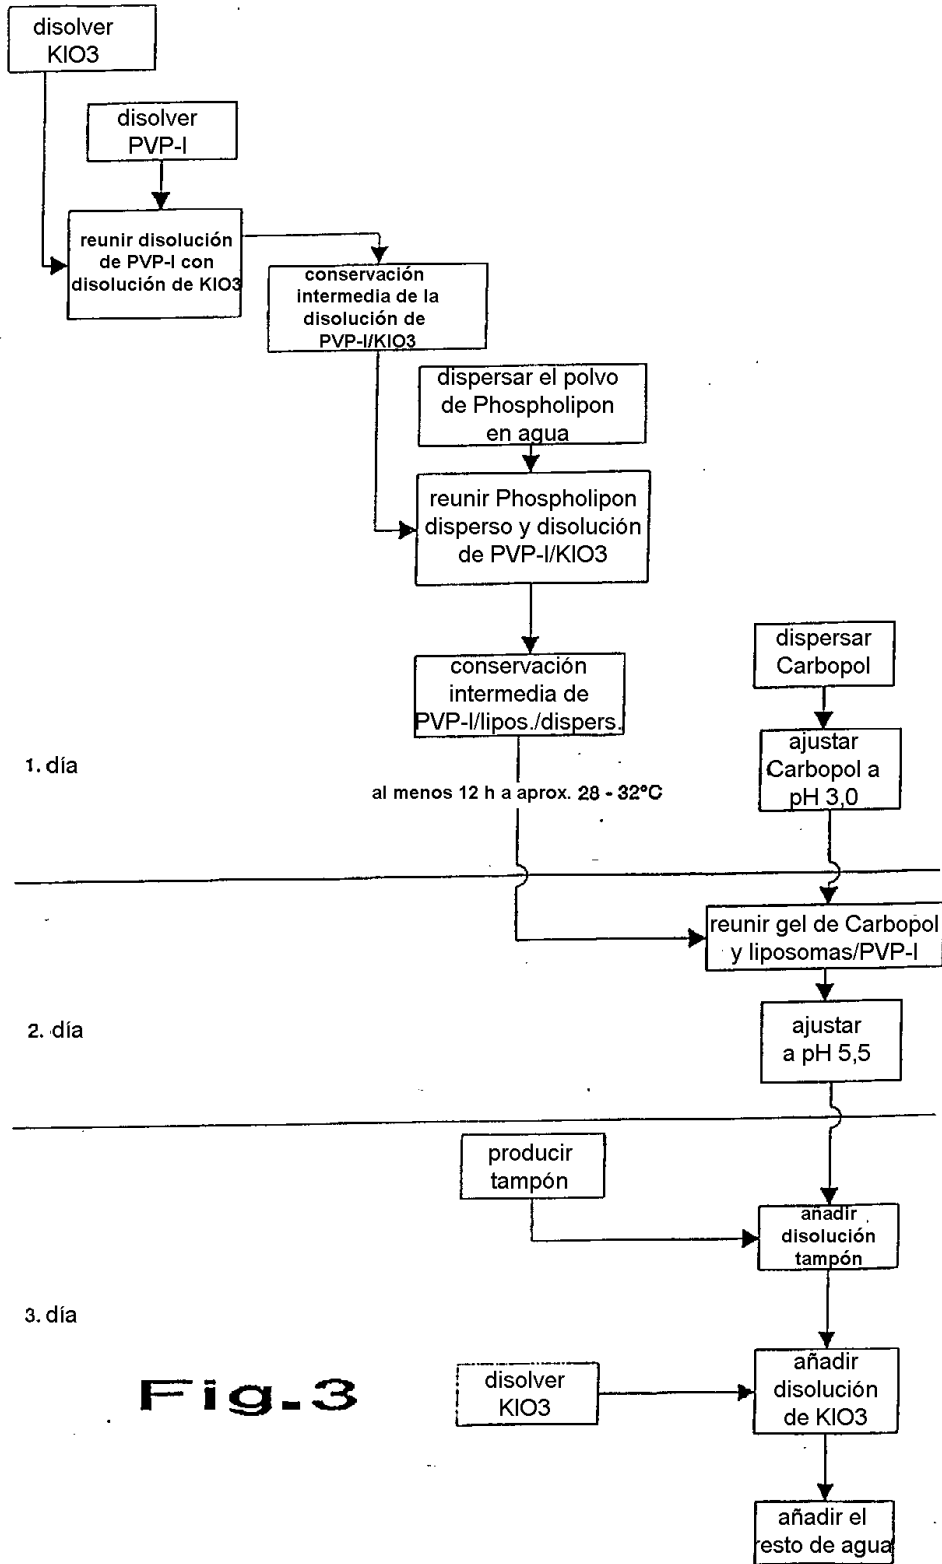 disolver
KIO3
disolver
PVP-I
reunir disolución
de PVP-I con
disolución de KIO3
conservación
intermedia de la
disolución de
PVP-I/KIO3
dispersar el polvo
de Phospholipon
en agua
reunir Phospholipon
disperso y disolución
de PVP-I/KIO3
conservación
intermedia de
PVP-I/lipos./dispers.
dispersar
Carbopol
ajustar
Carbopol a
pH 3,0
1. día
al menos 12 h a aprox. 28 - 32°C
reunir gel de Carbopol
y liposomas/PVP-I
2. día
ajustar
a pH 5,5
producir
tampón
añadir
disolución
tampón
3. día
Fig.3
disolver
KIO3
añadir
disolución
de KIO3
añadir el
resto de agua